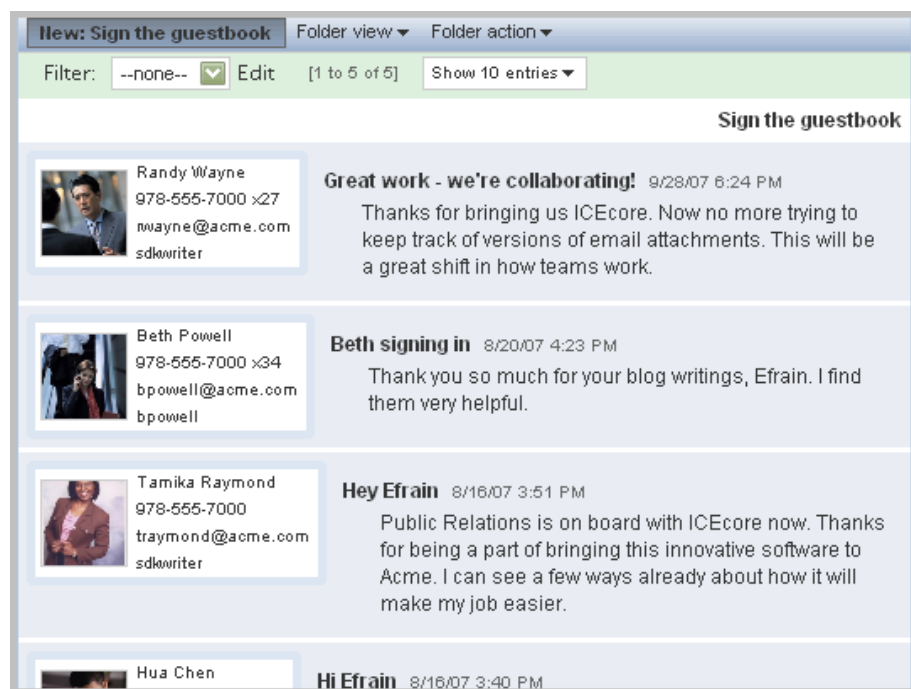 New: Sign the guestbook Folder view Folder action
Filter: --none-- Edit [1 to 5 of 5] Show 10 entries
Sign the guestbook
Randy Wayne
978-555-7000 x27
rwayne@acme.com
sdkwriter
Great work - we're collaborating! 9/28/07 6:24 PM
Thanks for bringing us ICEcore. Now no more trying to
keep track of versions of email attachments. This will be
a great shift in how teams work.
Beth Powell
978-555-7000 x34
bpowell@acme.com
bpowell
Beth signing in 8/20/07 4:23 PM
Thank you so much for your blog writings, Efrain. I find
them very helpful.
Tamika Raymond
978-555-7000
traymond@acme.com
sdkwriter
Hey Efrain 8/16/07 3:51 PM
Public Relations is on board with ICEcore now. Thanks
for being a part of bringing this innovative software to
Acme. I can see a few ways already about how it will
make my job easier.
Hua Chen
Hi Efrain 8/16/07 3:40 PM